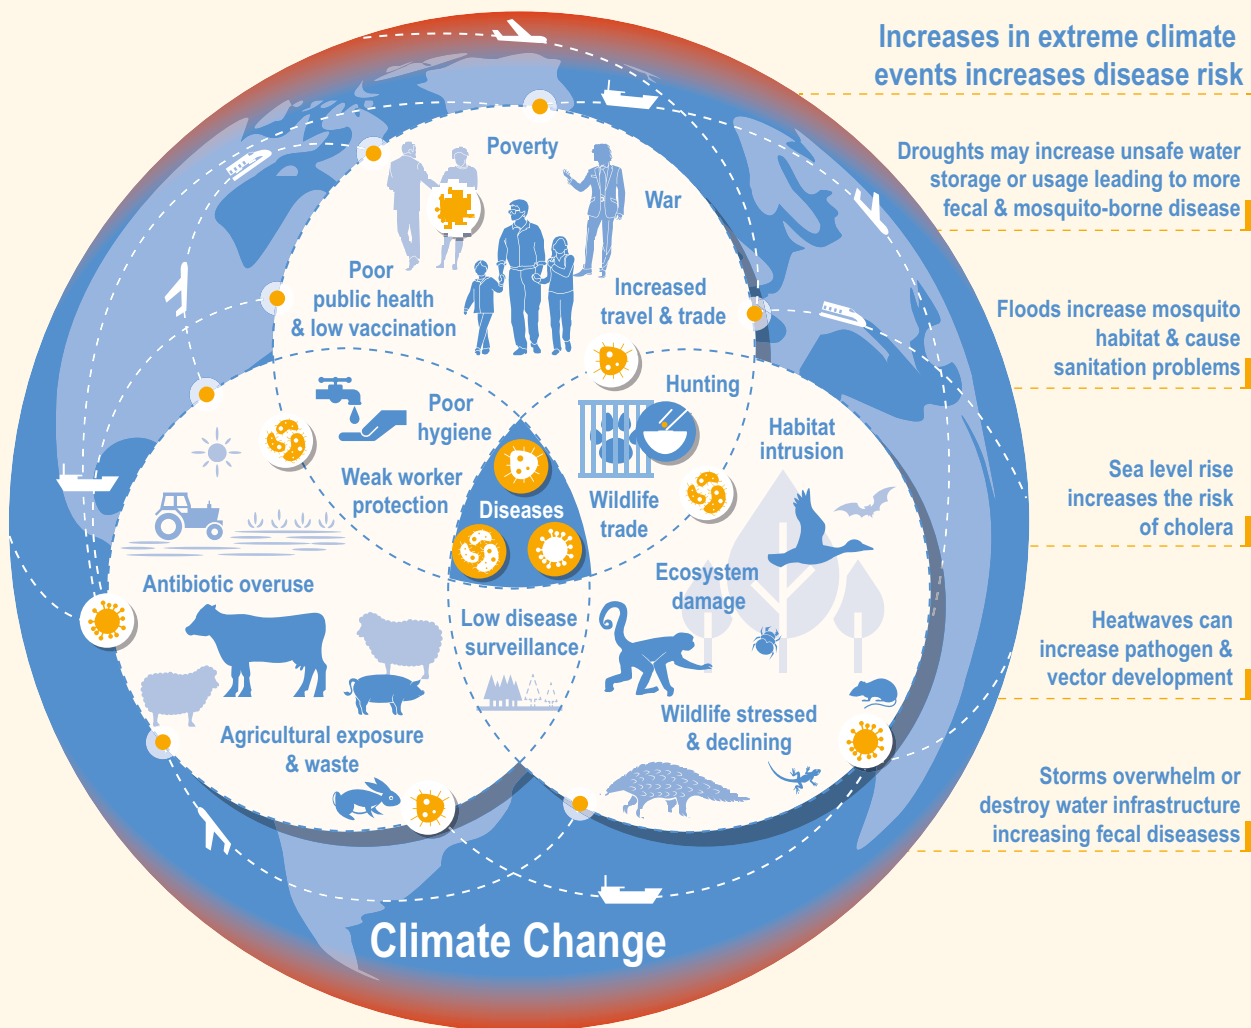 Increases in extreme climate
events increases disease risk
Droughts may increase unsafe water
storage or usage leading to more
fecal & mosquito-borne disease
Floods increase mosquito
habitat & cause
sanitation problems
Sea level rise
increases the risk
of cholera
Heatwaves can
increase pathogen &
vector development
Storms overwhelm or
destroy water infrastructure
increasing fecal diseasess
Poverty
War
Poor
public health
& low vaccination
Increased
travel & trade
Hunting
Poor
hygiene
Habitat
intrusion
Weak worker
protection
Wildlife
trade
Diseases
Antibiotic overuse
Ecosystem
damage
Low disease
surveillance
Agricultural exposure
& waste
Wildlife stressed
& declining
Climate Change